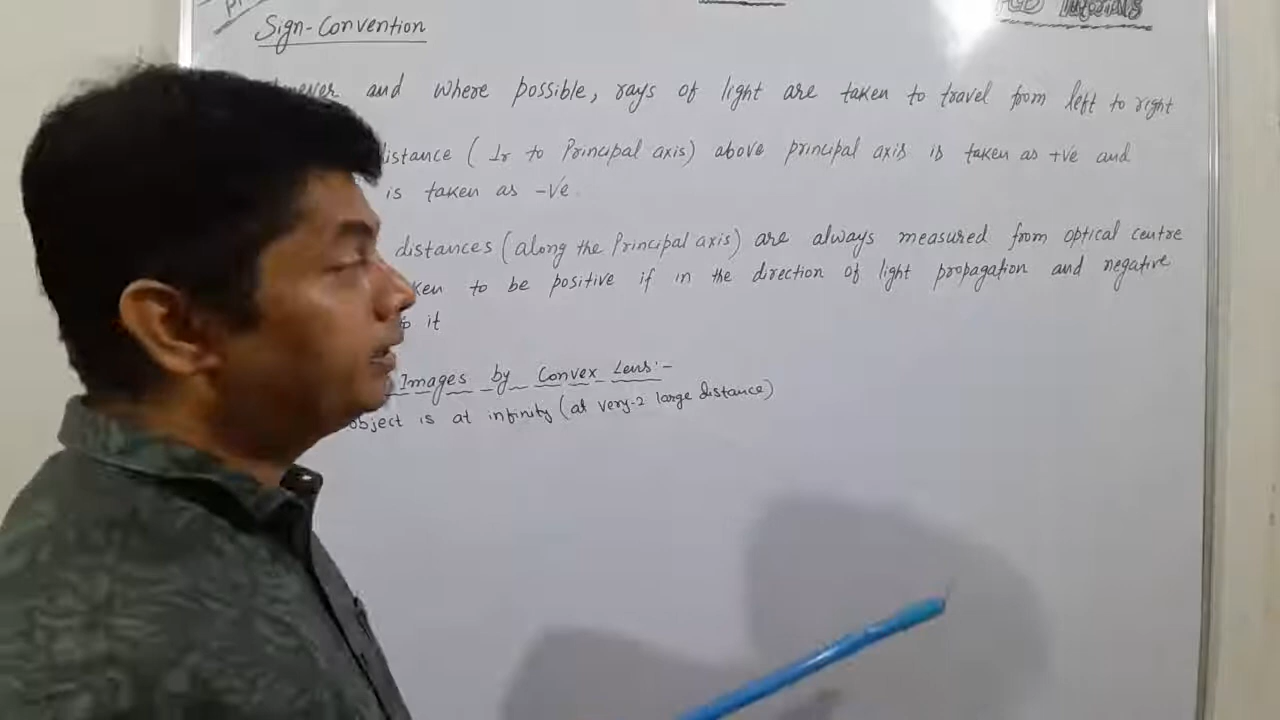 Sign-Convention
and where possible, rays of light are taken to travel from left to right
distance ( Ir to Principal axis) above principal axis is taken as +ve and
is taken as -ve
distances (along the Principal axis) are always measured from optical centre
to be positive if in the direction of light propagation and negative
it
Images by Convex Lens:-
object is at infinity (at very-2 large distance)